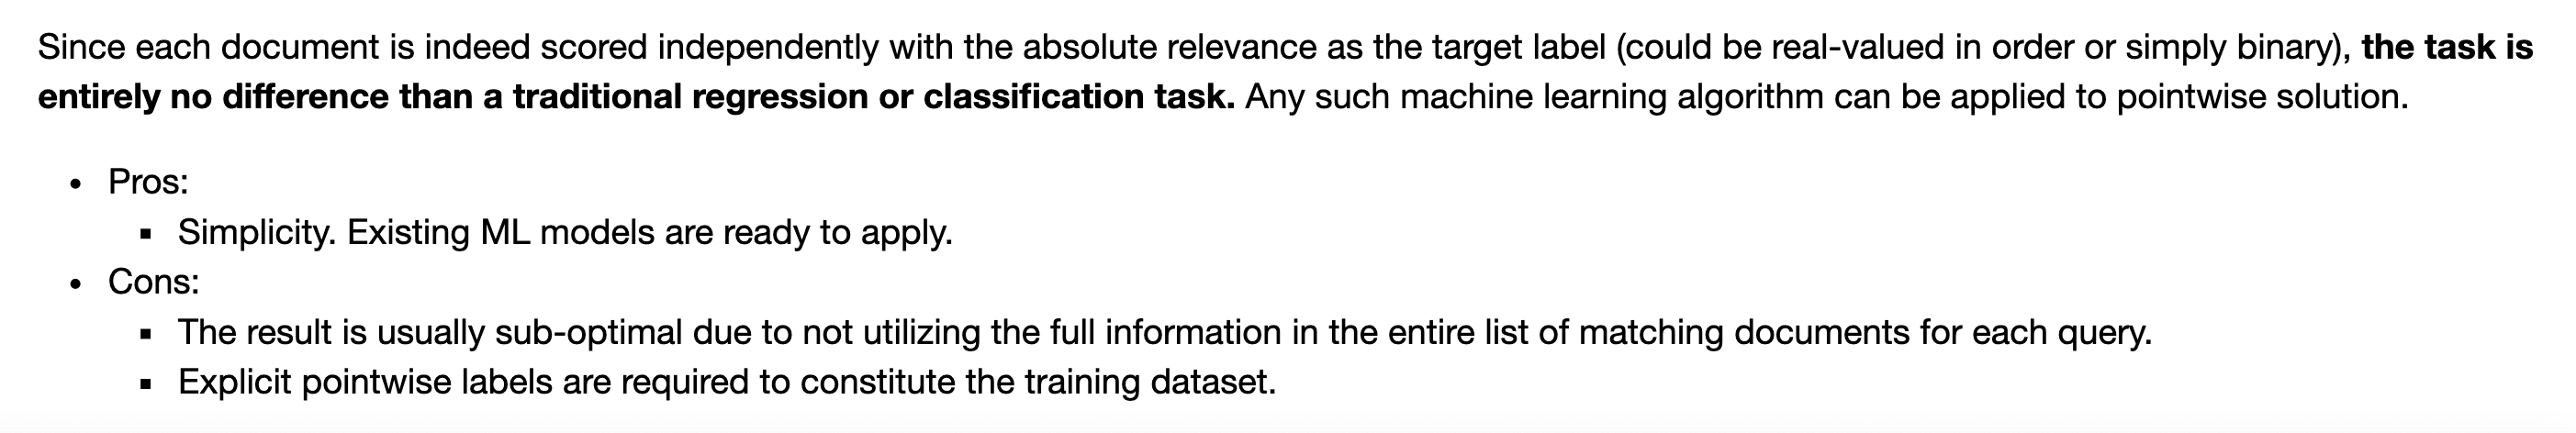 Since each document is indeed scored independently with the absolute relevance as the target label (could be real-valued in order or simply binary), the task is
entirely no difference than a traditional regression or classification task. Any such machine learning algorithm can be applied to pointwise solution.
• Pros:
▪ Simplicity. Existing ML models are ready to apply.
• Cons:
▪ The result is usually sub-optimal due to not utilizing the full information in the entire list of matching documents for each query.
▪ Explicit pointwise labels are required to constitute the training dataset.